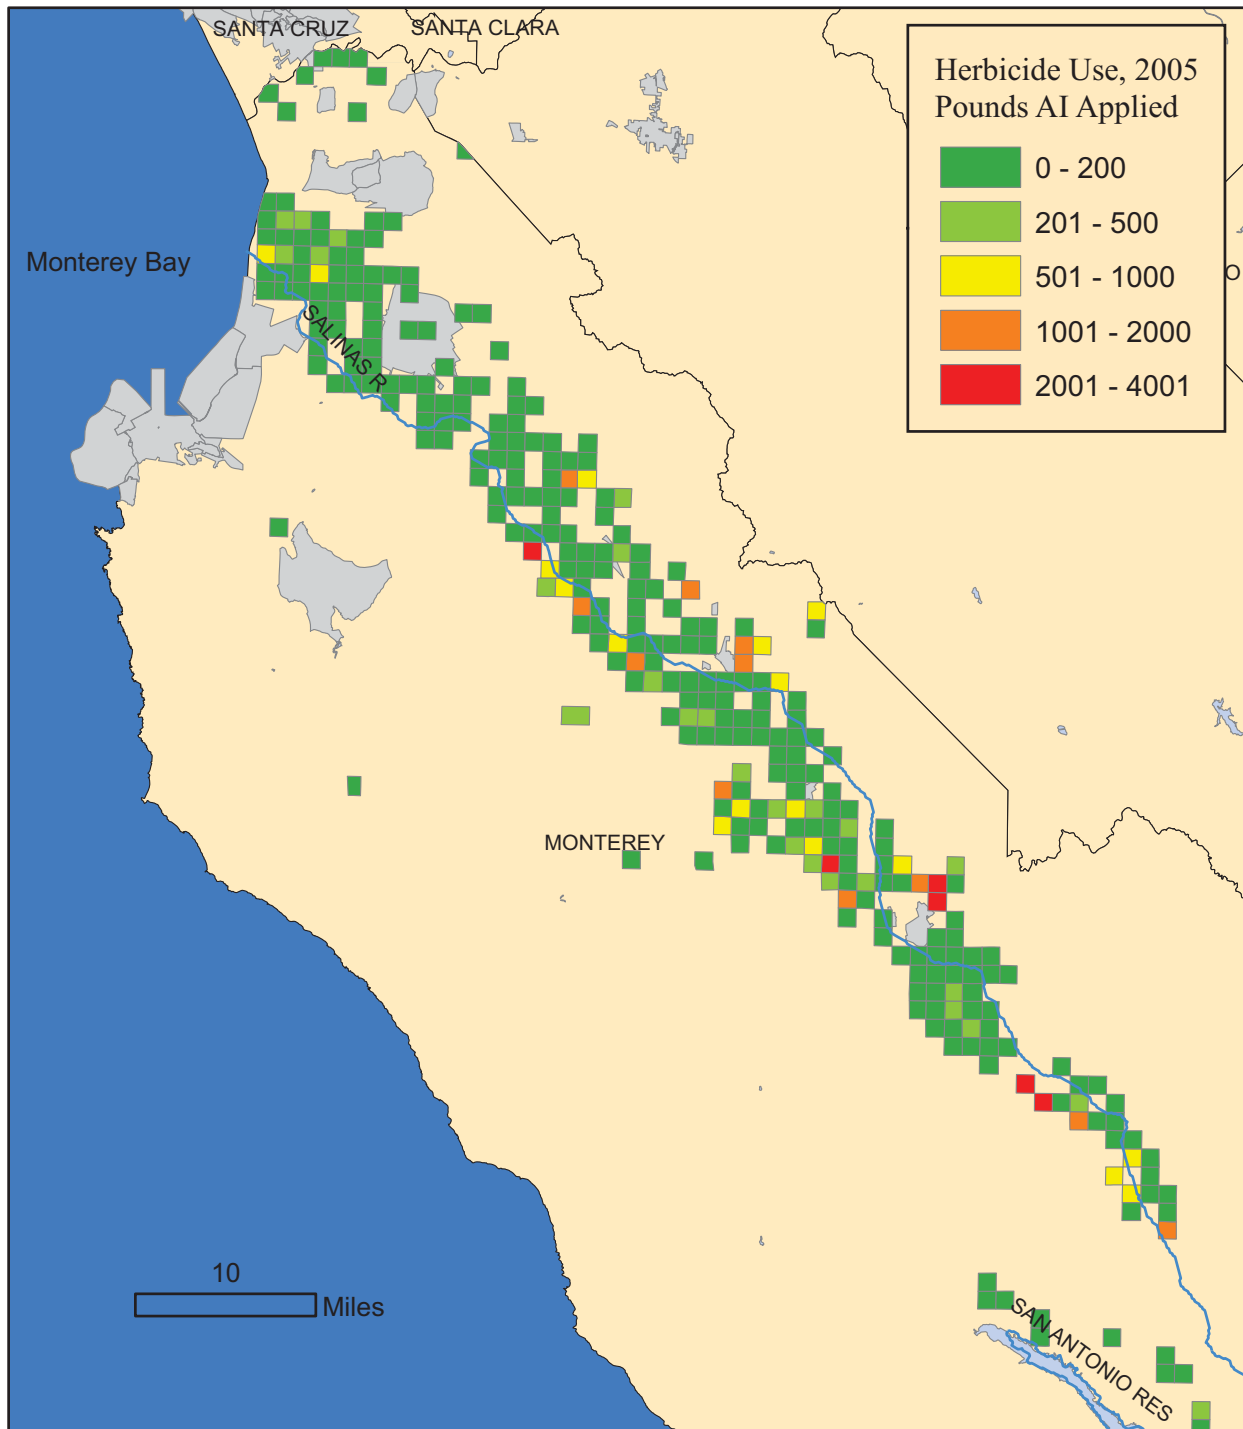 SANTA CRUZ
SANTA CLARA
Herbicide Use, 2005
Pounds AI Applied
0 - 200
201 - 500
501 - 1000
1001 - 2000
2001 - 4001
Monterey Bay
O
SALINAS R
MONTEREY
10
Miles
SAN ANTONIO RES